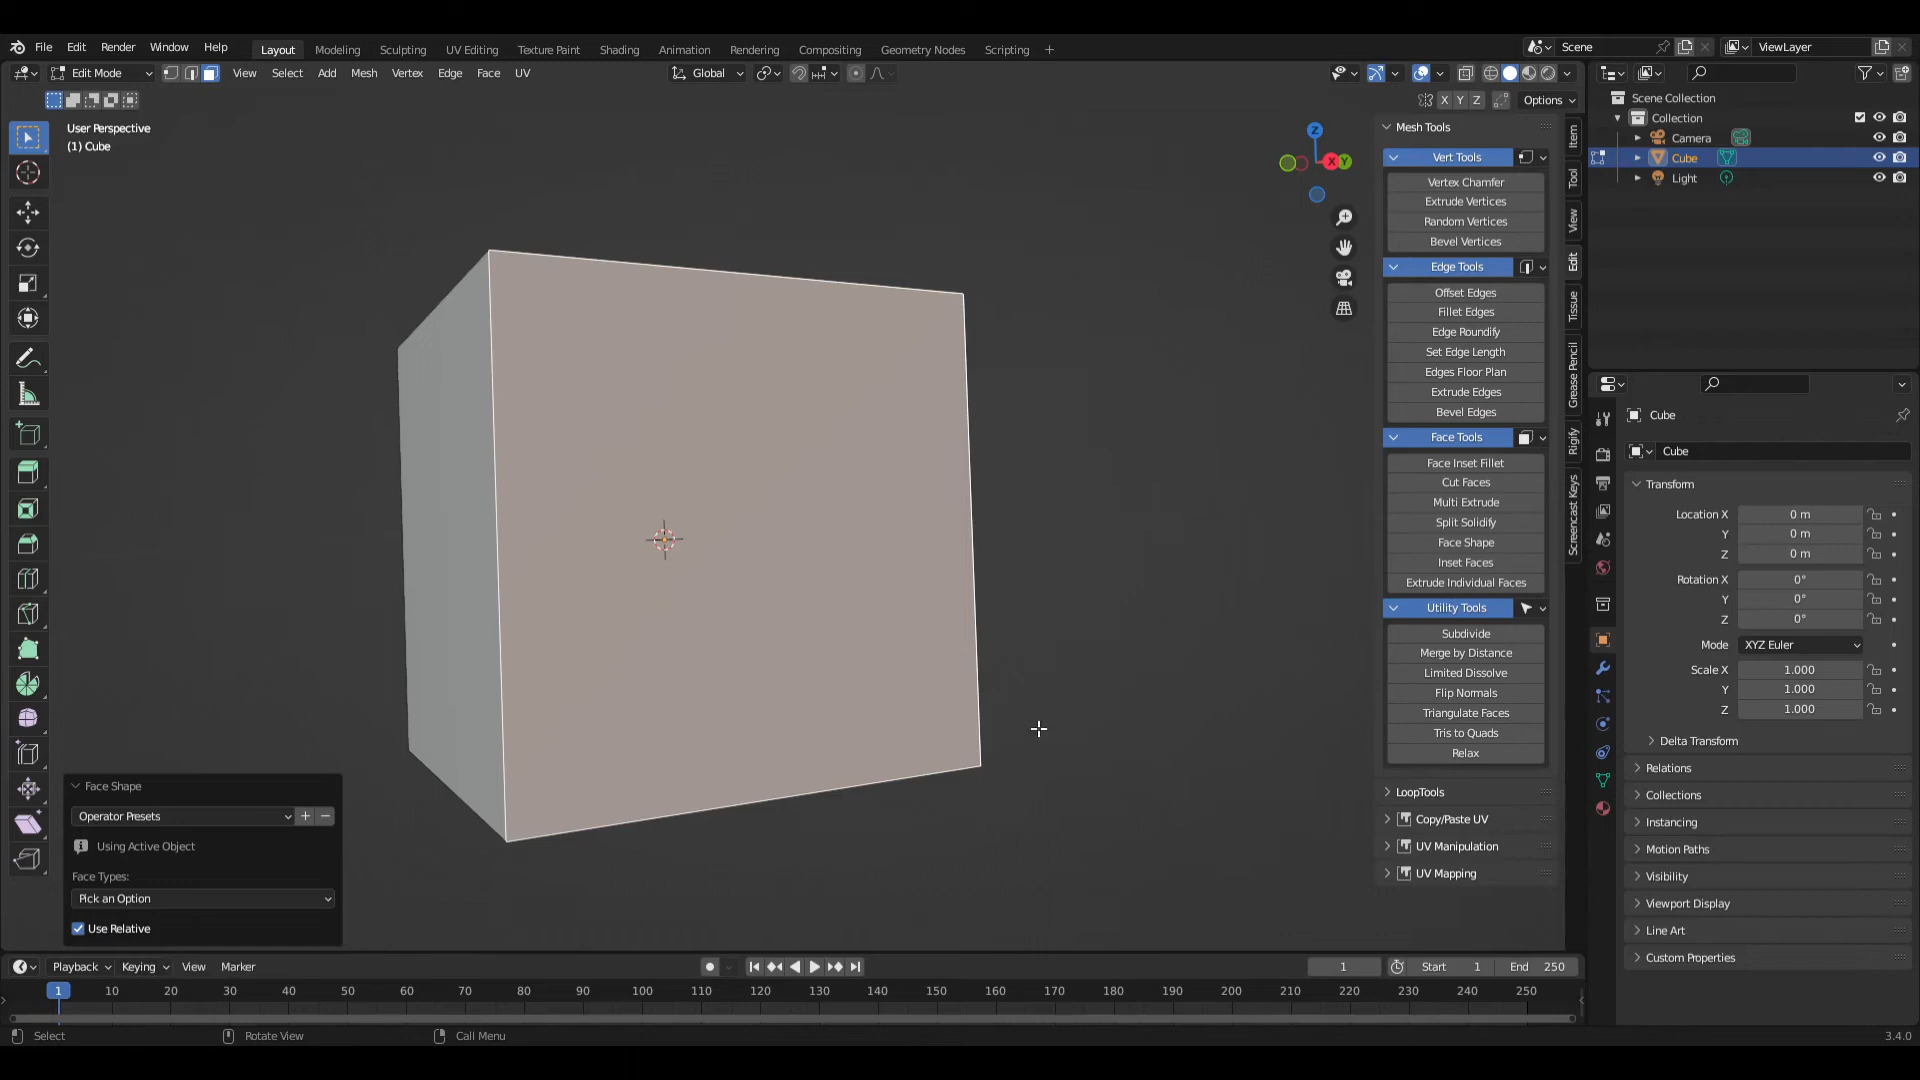 File Edit Render Window Help Layout Modeling Sculpting UV Editing Texture Paint Shading Animation Rendering Compositing Geometry Nodes Scripting + Scene ViewLayer
Edit Mode View Select Add Mesh Vertex Edge Face UV Global
X Y Z Options
User Perspective
(1) Cube
Z
X Y
Mesh Tools
Vert Tools
Vertex Chamfer
Extrude Vertices
Random Vertices
Bevel Vertices
Edge Tools
Offset Edges
Fillet Edges
Edge Roundify
Set Edge Length
Edges Floor Plan
Extrude Edges
Bevel Edges
Face Tools
Face Inset Fillet
Cut Faces
Multi Extrude
Split Solidify
Face Shape
Inset Faces
Extrude Individual Faces
Utility Tools
Subdivide
Merge by Distance
Limited Dissolve
Flip Normals
Triangulate Faces
Tris to Quads
Relax
LoopTools
Copy/Paste UV
UV Manipulation
UV Mapping
Item
Tool
View
Edit
Tissue
Grease Pencil
Rigify
Screencast Keys
Scene Collection
Collection
Camera
Cube
Light
Cube
Cube
Transform
Location X 0 m
Y 0 m
Z 0 m
Rotation X 0°
Y 0°
Z 0°
Mode XYZ Euler
Scale X 1.000
Y 1.000
Z 1.000
Delta Transform
Relations
Collections
Instancing
Motion Paths
Visibility
Viewport Display
Line Art
Custom Properties
Face Shape
Operator Presets + −
Using Active Object
Face Types:
Pick an Option
Use Relative
Playback Keying View Marker 1 Start 1 End 250
1 10 20 30 40 50 60 70 80 90 100 110 120 130 140 150 160 170 180 190 200 210 220 230 240 250
Select Rotate View Call Menu 3.4.0